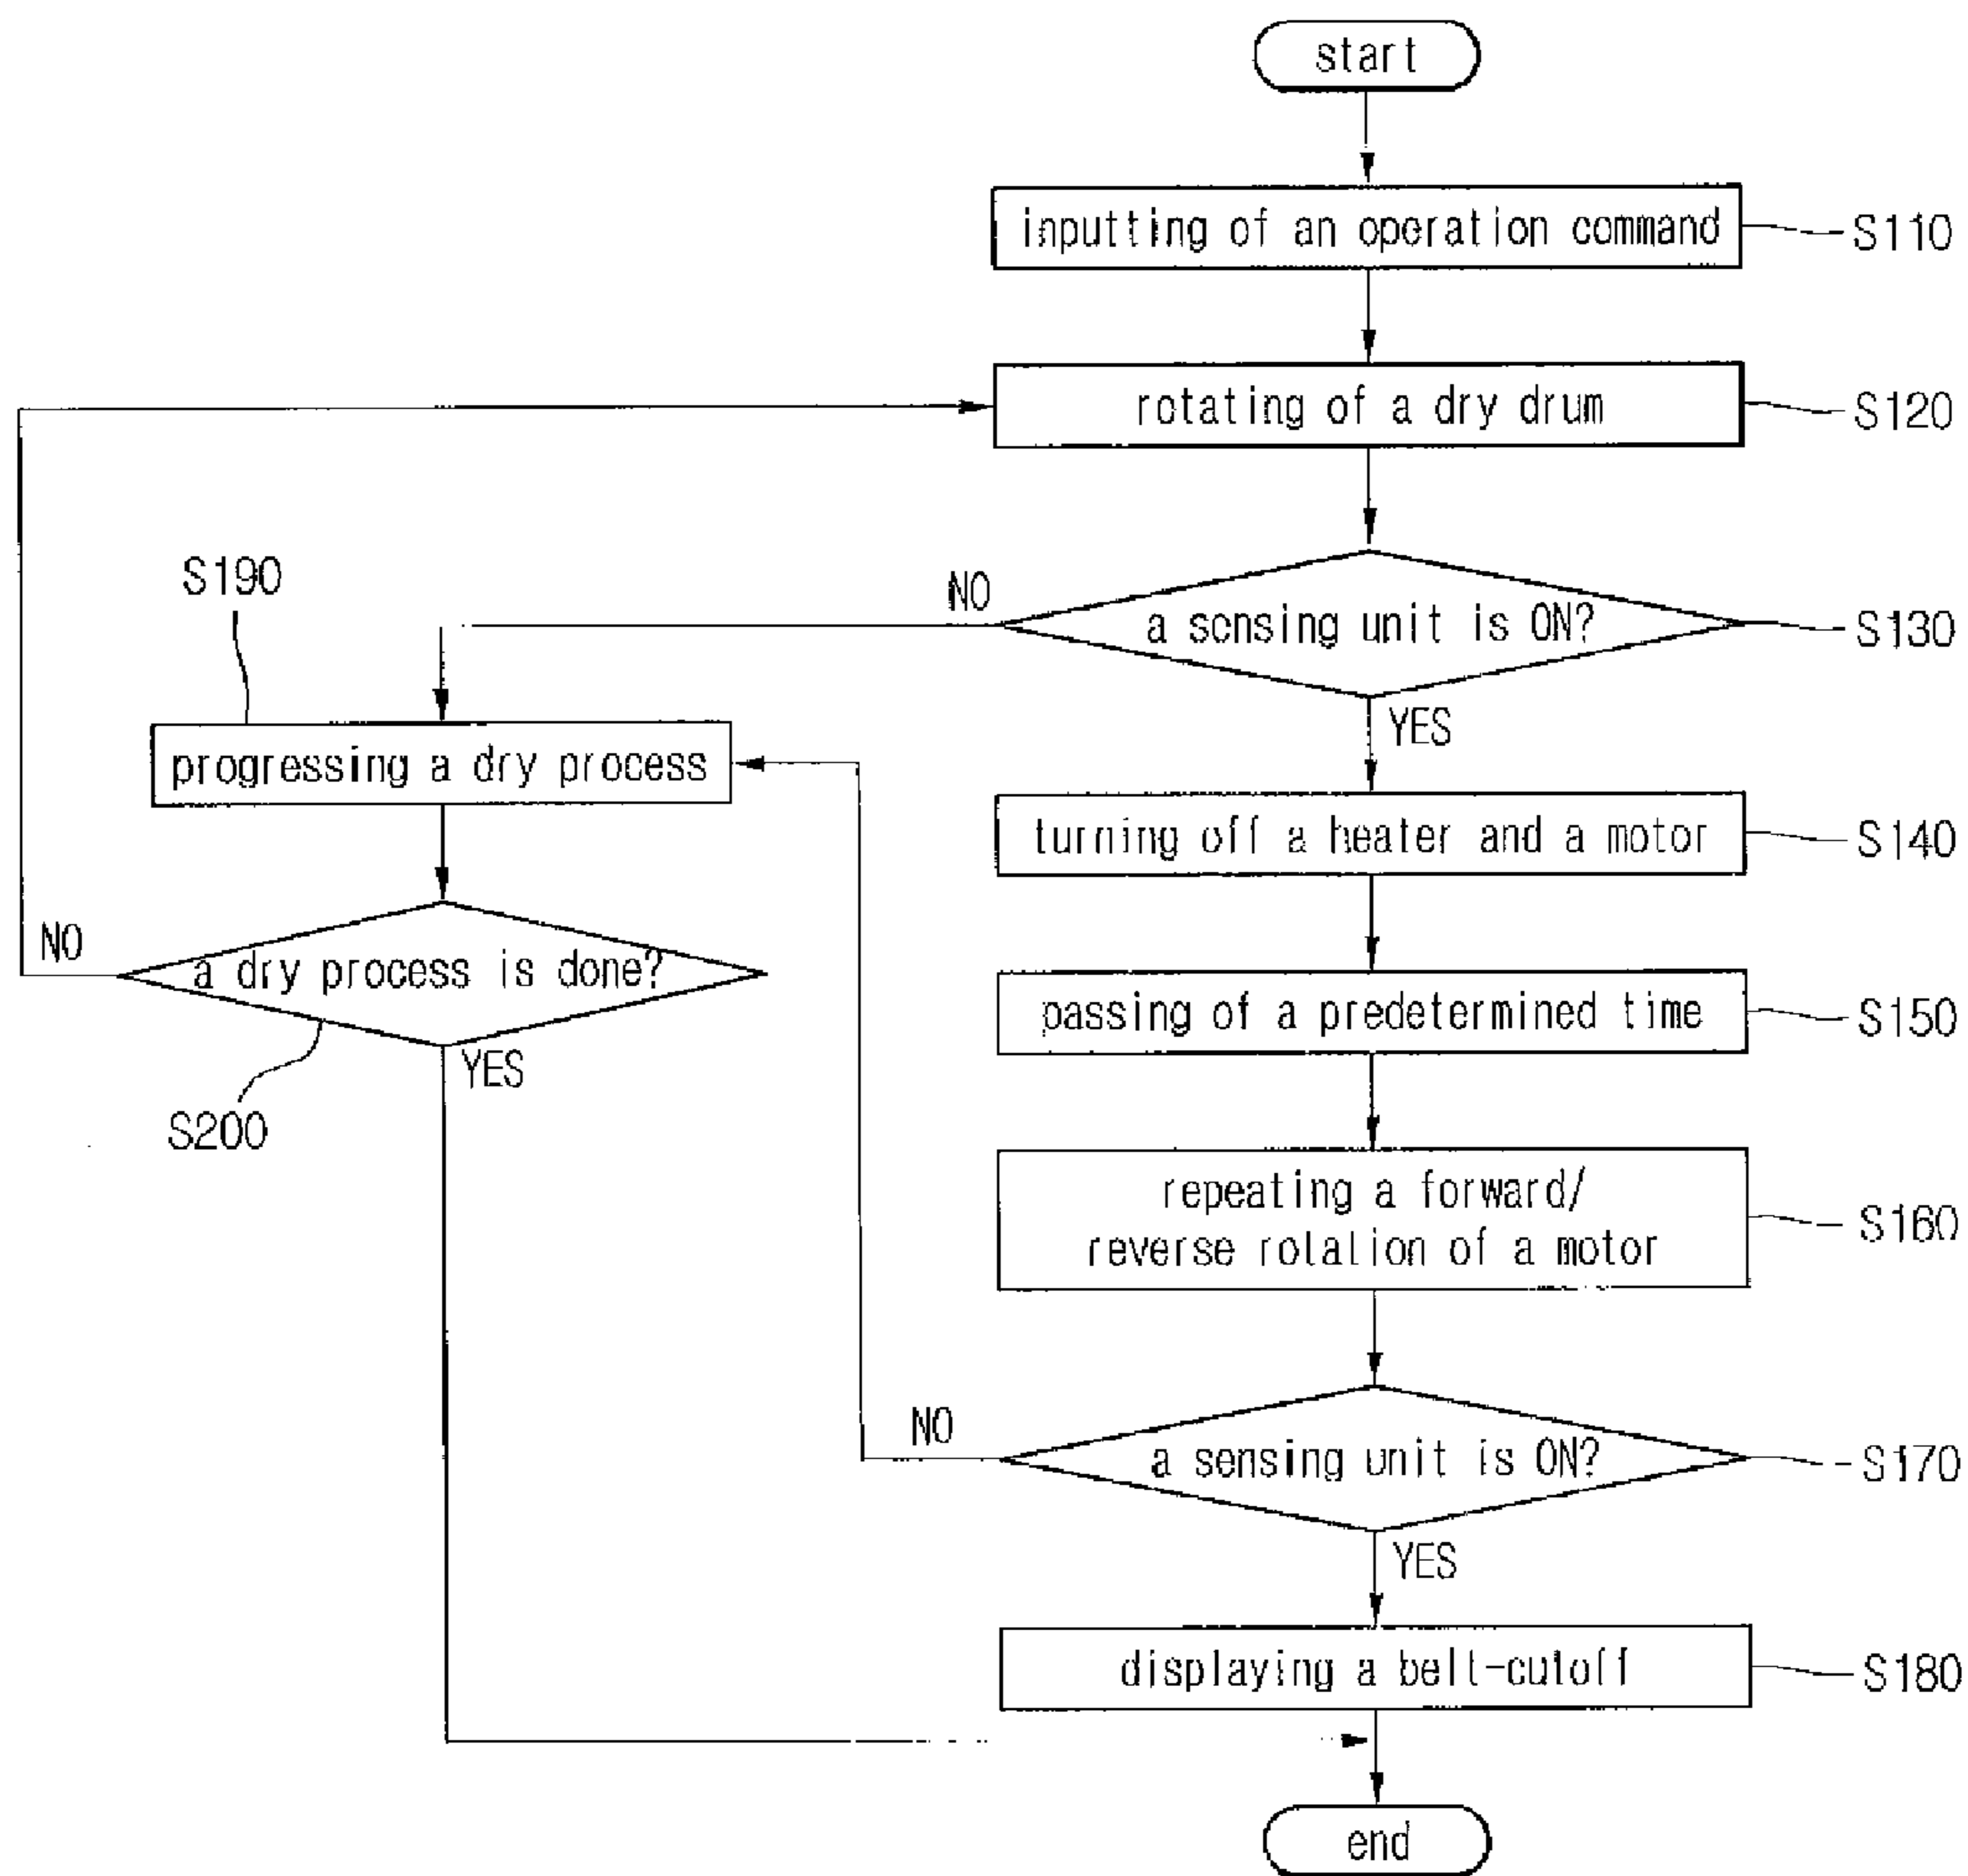 start
inputting of an operation command
S110
rotating of a dry drum
S120
S190
NO
a sensing unit is ON?
S130
YES
progressing a dry process
turning off a heater and a motor
S140
NO
a dry process is done?
YES
S200
passing of a predetermined time
S150
repeating a forward/
reverse rotation of a motor
S160
NO
a sensing unit is ON?
S170
YES
displaying a belt-cutoff
S180
end